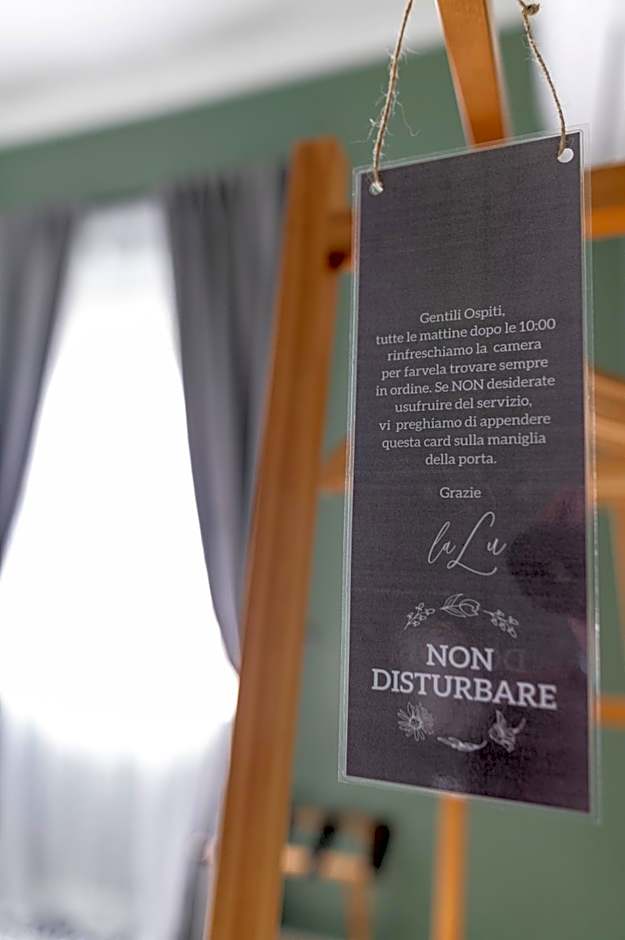 Gentili Ospiti,
tutte le mattine dopo le 10:00
rinfreschiamo la camera
per farvela trovare sempre
in ordine. Se NON desiderate
usufruire del servizio,
vi preghiamo di appendere
questa card sulla maniglia
della porta.
Grazie
laLu
NON
DISTURBARE